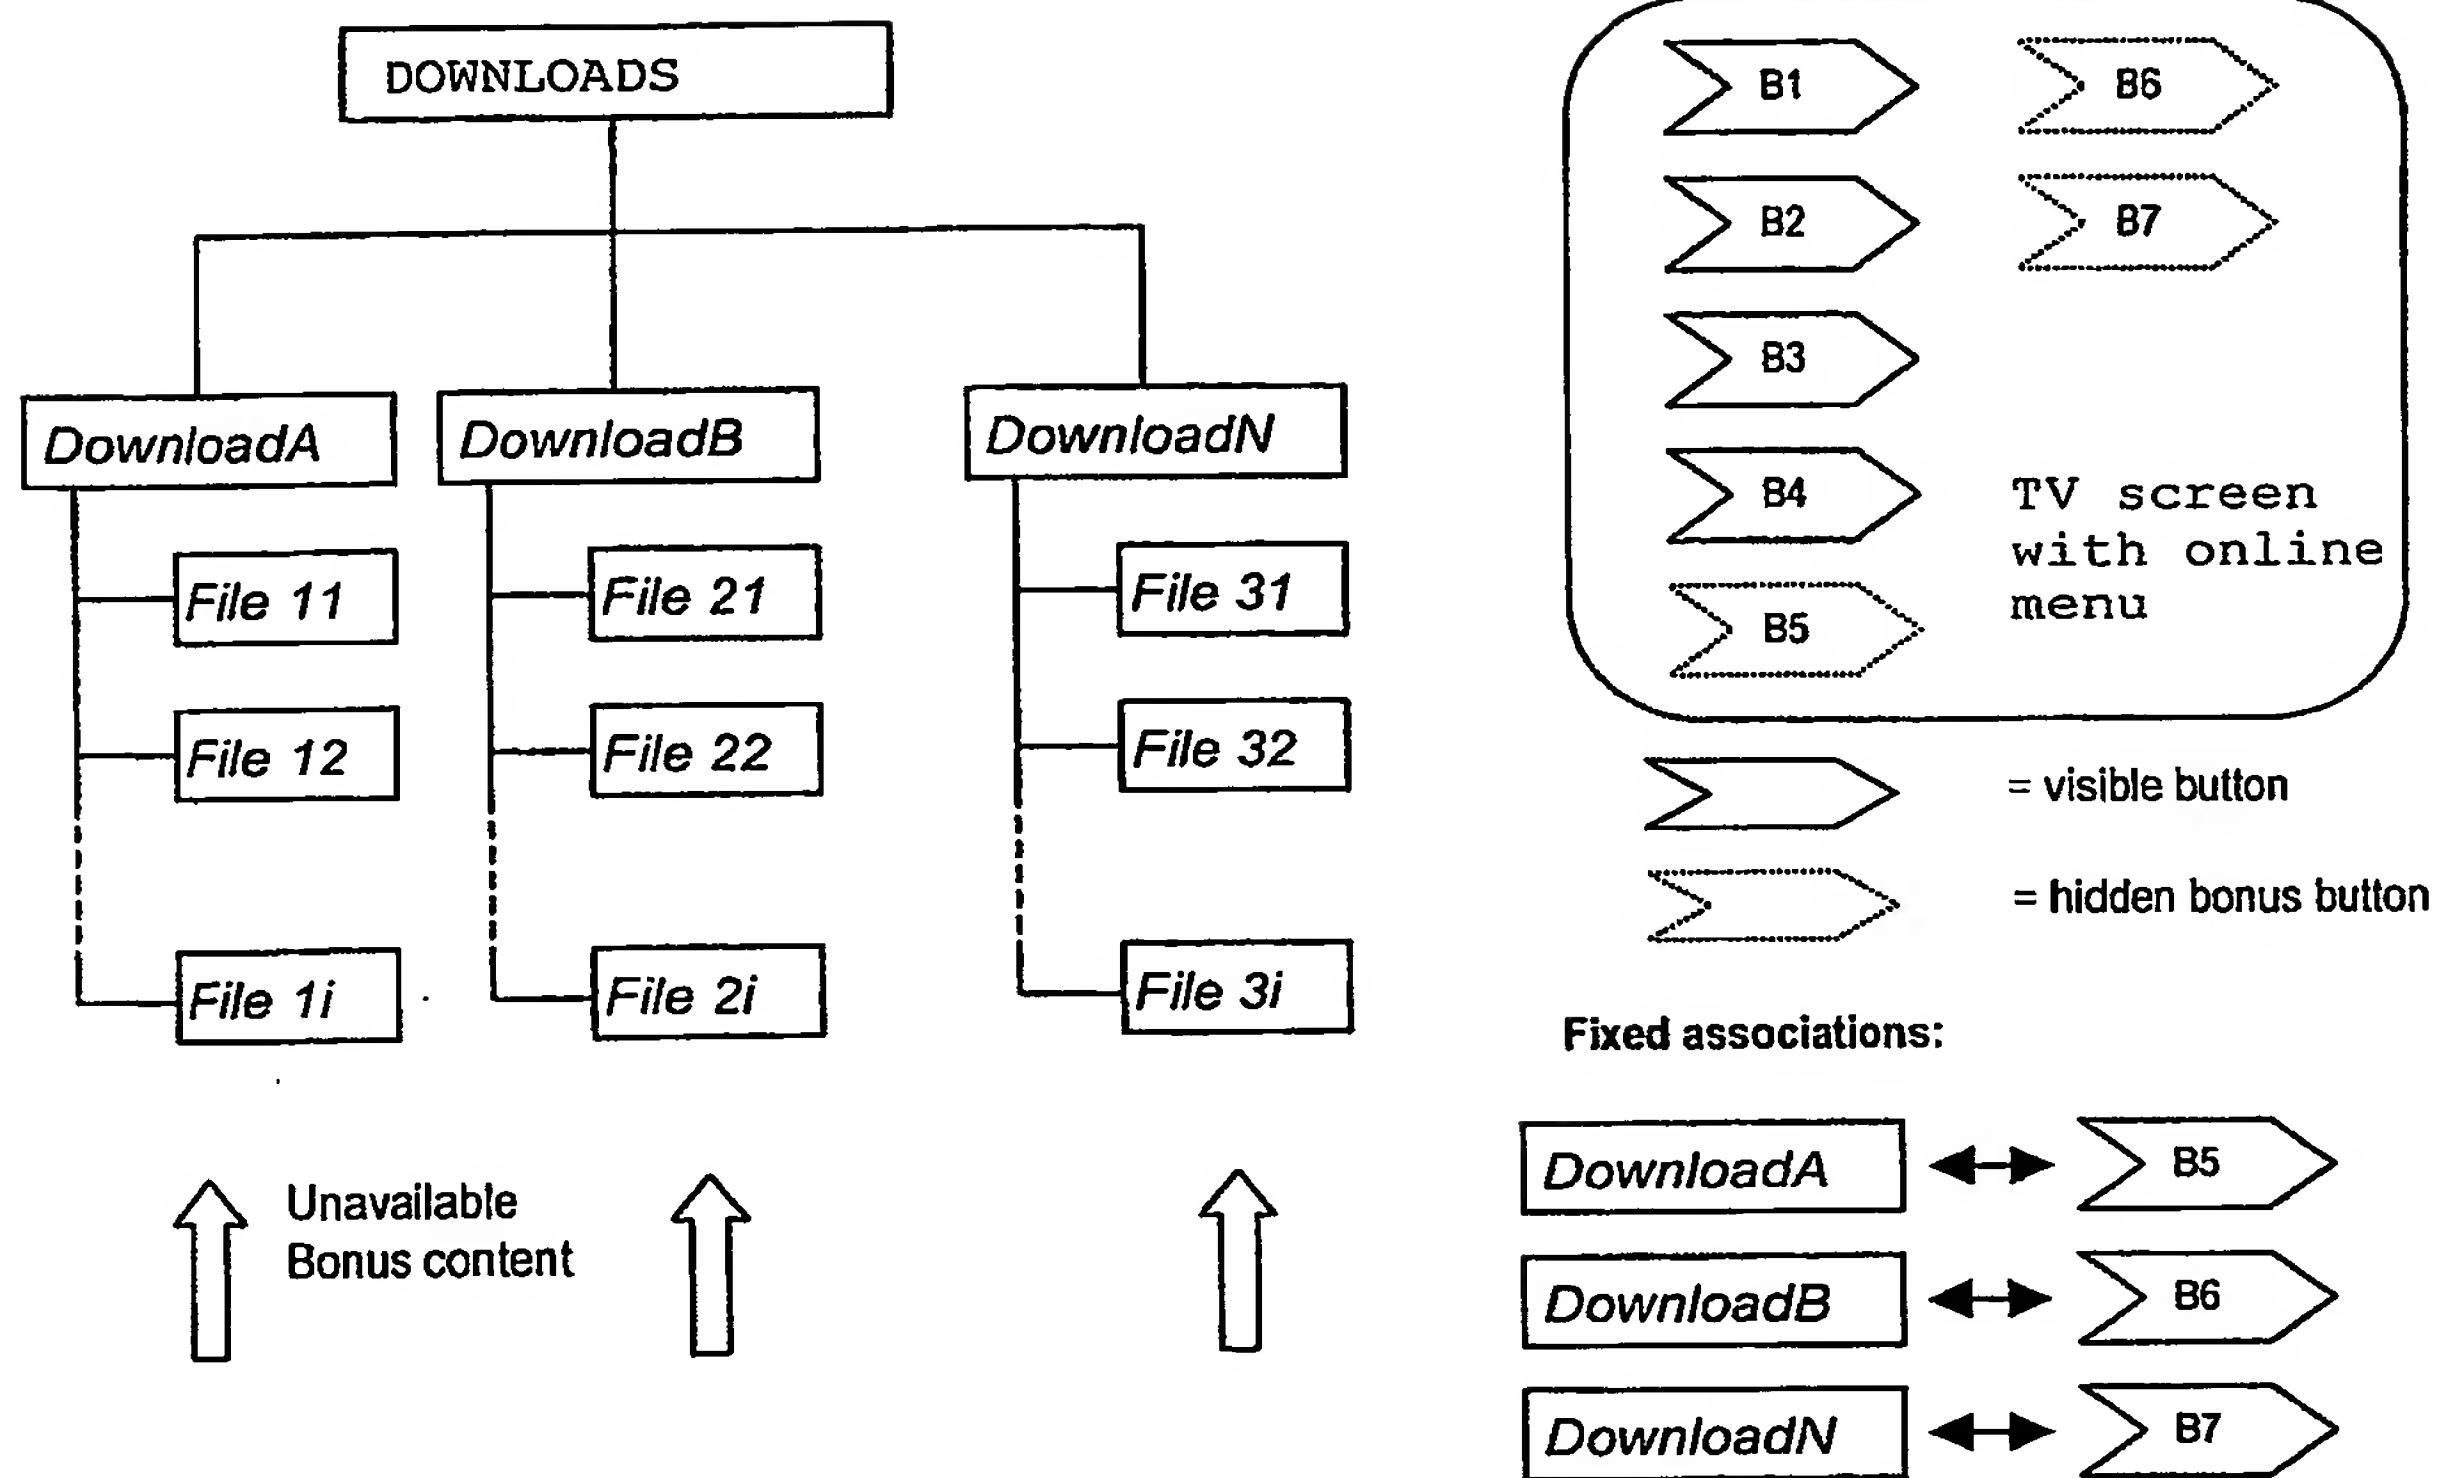 DOWNLOADS
DownloadA
DownloadB
DownloadN
File 11
File 21
File 31
File 12
File 22
File 32
File 1i
File 2i
File 3i
Unavailable
Bonus content
B1
B6
B2
B7
B3
B4
B5
TV screen
with online
menu
= visible button
= hidden bonus button
Fixed associations:
DownloadA
B5
DownloadB
B6
DownloadN
B7